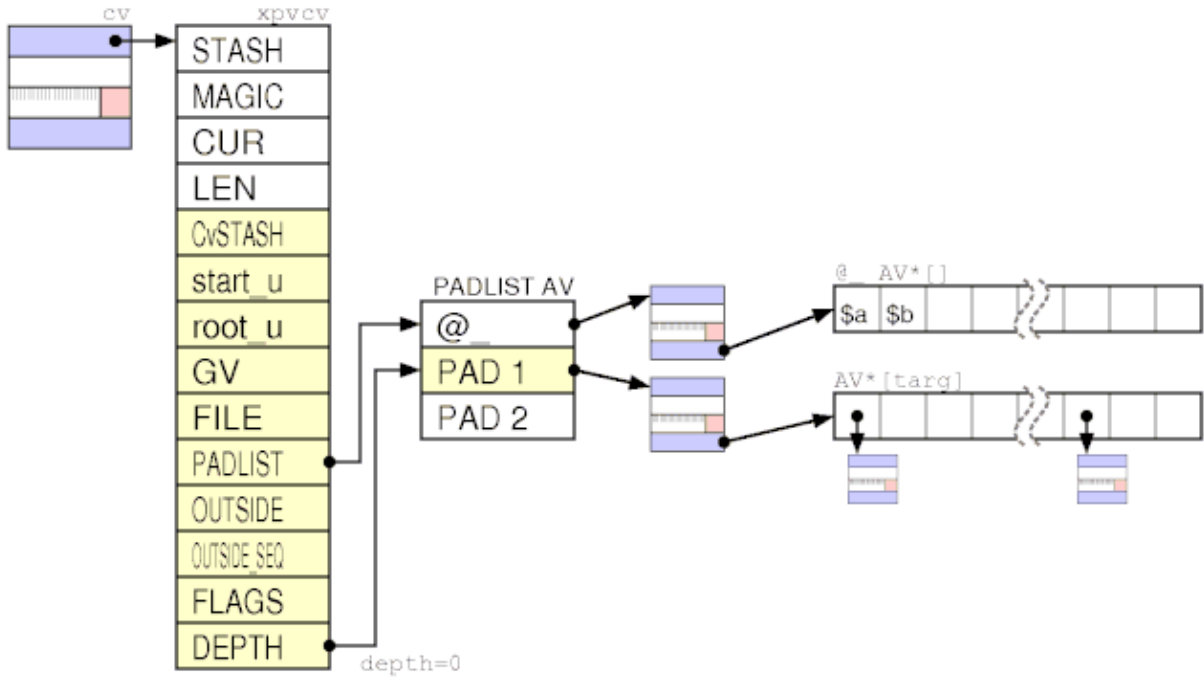 cv
xpvcv
STASH
MAGIC
CUR
LEN
CvSTASH
start_u
root_u
GV
FILE
PADLIST
OUTSIDE
OUTSIDE_SEQ
FLAGS
DEPTH
depth=0
PADLIST AV
@_
PAD 1
PAD 2
@_ AV*[]
$a $b
AV*[targ]